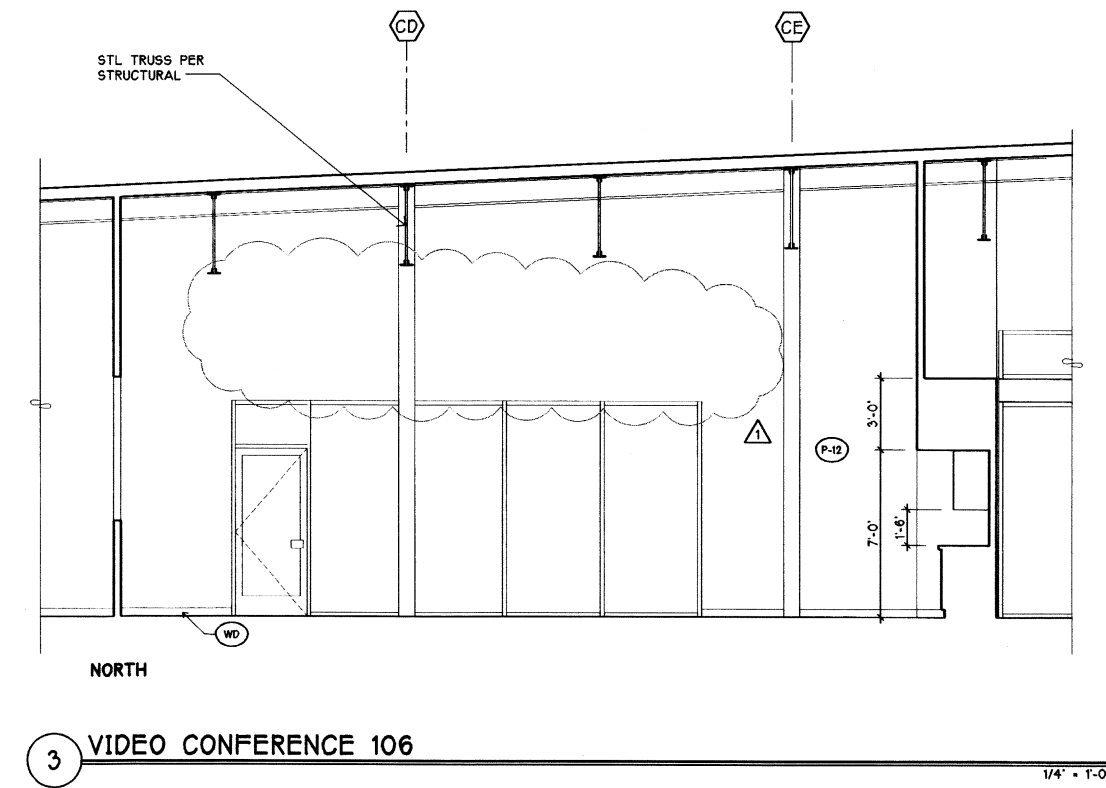 CD
CE
STL TRUSS PER
STRUCTURAL
3'-0"
1
P-12
7'-0"
1'-6"
WD
NORTH
3
VIDEO CONFERENCE 106
1/4" = 1'-0